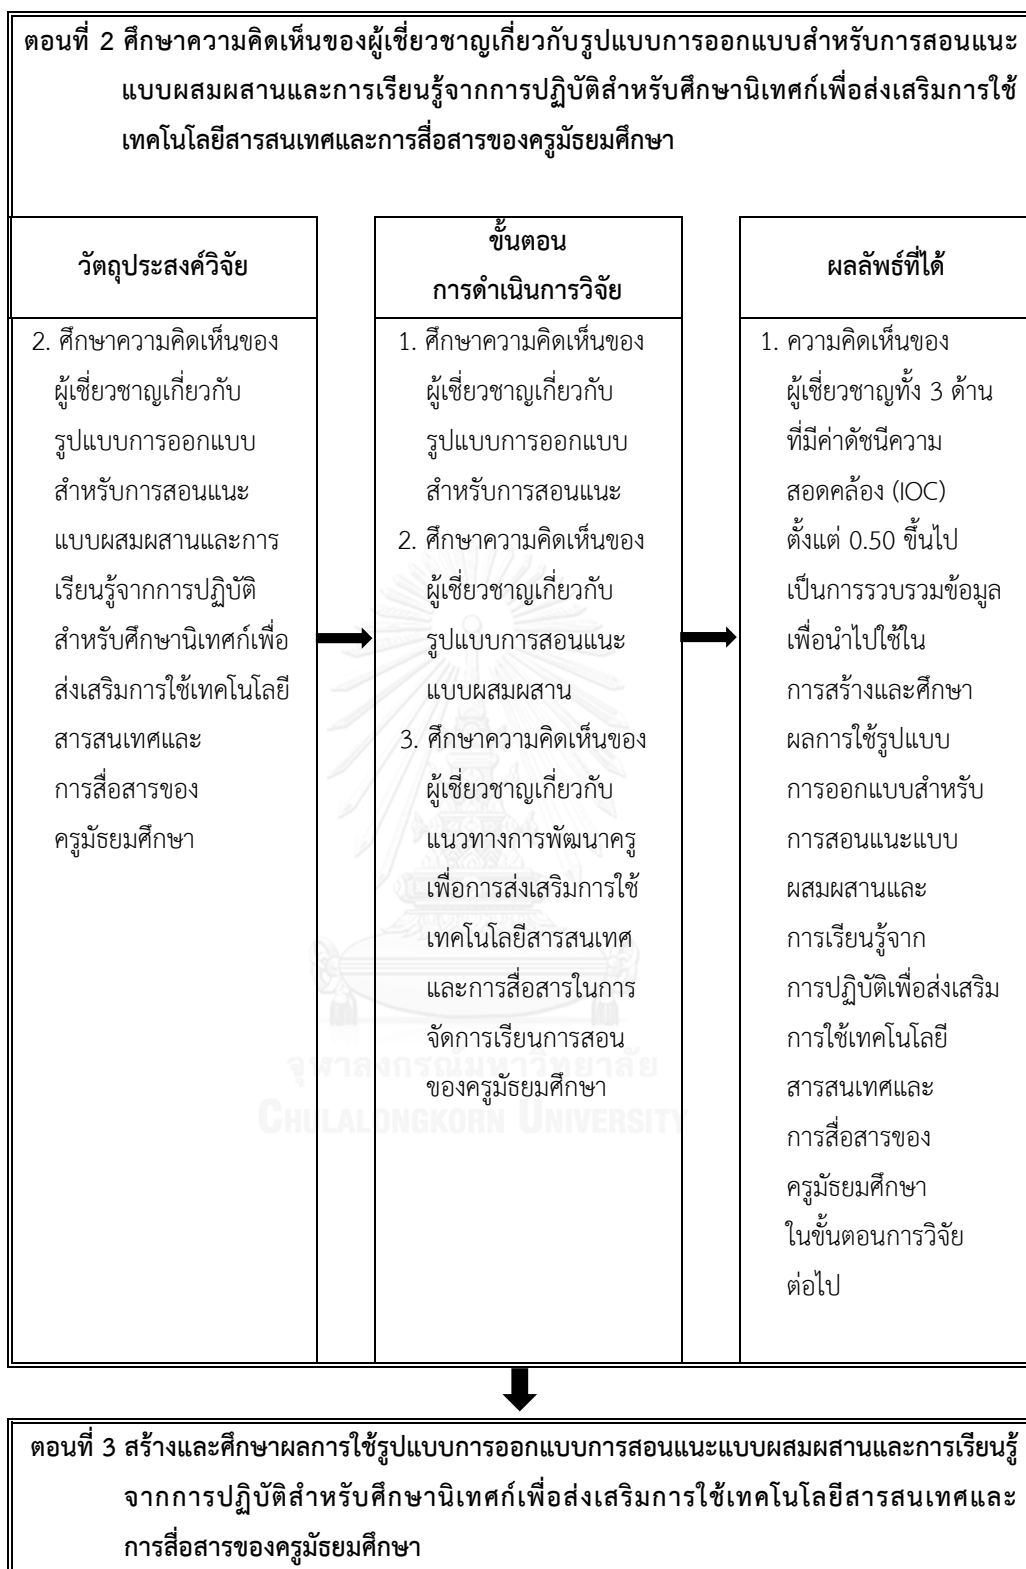 ตอนที่ 2 ศึกษาความคิดเห็นของผู้เชี่ยวชาญเกี่ยวกับรูปแบบการออกแบบสำหรับการสอนแนะ
แบบผสมผสานและการเรียนรู้จากการปฏิบัติสำหรับศึกษานิเทศก์เพื่อส่งเสริมการใช้
เทคโนโลยีสารสนเทศและการสื่อสารของครูมัธยมศึกษา
วัตถุประสงค์วิจัย
2. ศึกษาความคิดเห็นของ
ผู้เชี่ยวชาญเกี่ยวกับ
รูปแบบการออกแบบ
สำหรับการสอนแนะ
แบบผสมผสานและการ
เรียนรู้จากการปฏิบัติ
สำหรับศึกษานิเทศก์เพื่อ
ส่งเสริมการใช้เทคโนโลยี
สารสนเทศและ
การสื่อสารของ
ครูมัธยมศึกษา
ขั้นตอน
การดำเนินการวิจัย
1. ศึกษาความคิดเห็นของ
ผู้เชี่ยวชาญเกี่ยวกับ
รูปแบบการออกแบบ
สำหรับการสอนแนะ
2. ศึกษาความคิดเห็นของ
ผู้เชี่ยวชาญเกี่ยวกับ
รูปแบบการสอนแนะ
แบบผสมผสาน
3. ศึกษาความคิดเห็นของ
ผู้เชี่ยวชาญเกี่ยวกับ
แนวทางการพัฒนาครู
เพื่อการส่งเสริมการใช้
เทคโนโลยีสารสนเทศ
และการสื่อสารในการ
จัดการเรียนการสอน
ของครูมัธยมศึกษา
ผลลัพธ์ที่ได้
1. ความคิดเห็นของ
ผู้เชี่ยวชาญทั้ง 3 ด้าน
ที่มีค่าดัชนีความ
สอดคล้อง (IOC)
ตั้งแต่ 0.50 ขึ้นไป
เป็นการรวบรวมข้อมูล
เพื่อนำไปใช้ใน
การสร้างและศึกษา
ผลการใช้รูปแบบ
การออกแบบสำหรับ
การสอนแนะแบบ
ผสมผสานและ
การเรียนรู้จาก
การปฏิบัติเพื่อส่งเสริม
การใช้เทคโนโลยี
สารสนเทศและ
การสื่อสารของ
ครูมัธยมศึกษา
ในขั้นตอนการวิจัย
ต่อไป
จุฬาลงกรณ์มหาวิทยาลัย
CHULALONGKORN UNIVERSITY
ตอนที่ 3 สร้างและศึกษาผลการใช้รูปแบบการออกแบบการสอนแนะแบบผสมผสานและการเรียนรู้
จากการปฏิบัติสำหรับศึกษานิเทศก์เพื่อส่งเสริมการใช้เทคโนโลยีสารสนเทศและ
การสื่อสารของครูมัธยมศึกษา